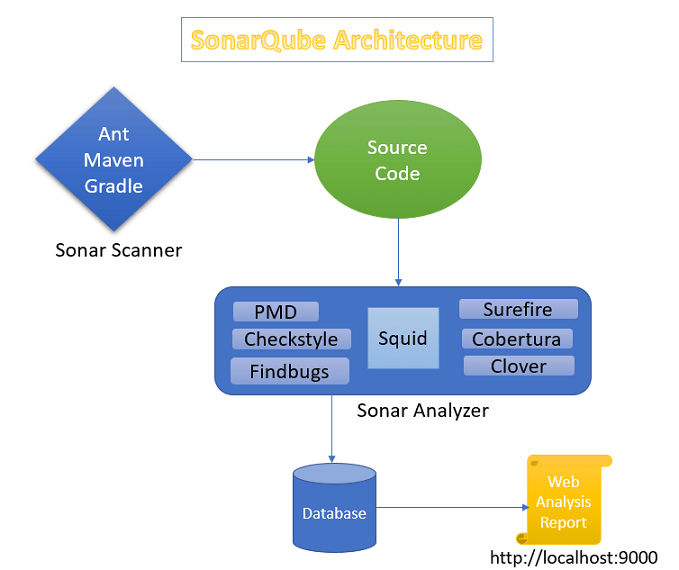 SonarQube Architecture
Ant
Maven
Gradle
Sonar Scanner
Source
Code
PMD
Checkstyle
Findbugs
Squid
Surefire
Cobertura
Clover
Sonar Analyzer
Database
Web
Analysis
Report
http://localhost:9000